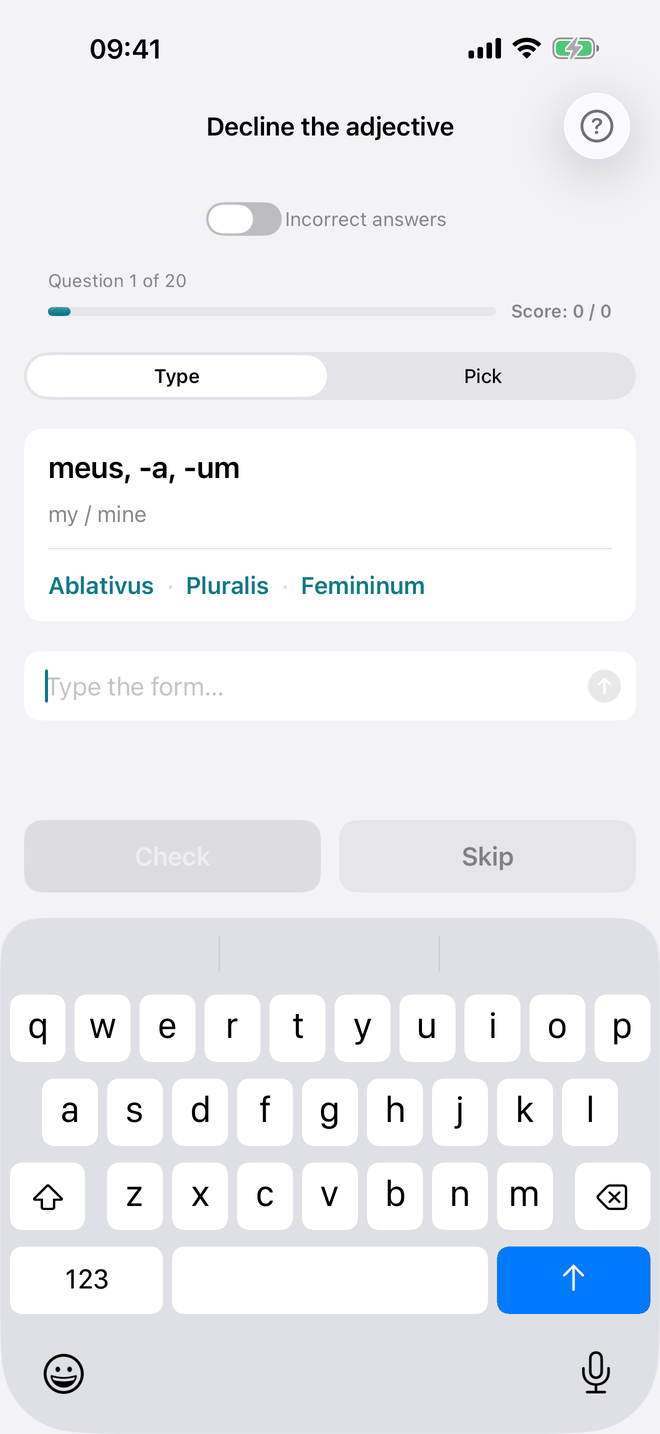 09:41
Decline the adjective
?
Incorrect answers
Question 1 of 20
Score: 0 / 0
Type Pick
meus, -a, -um
my / mine
Ablativus · Pluralis · Femininum
Type the form...
Check Skip
q w e r t y u i o p
a s d f g h j k l
z x c v b n m
123